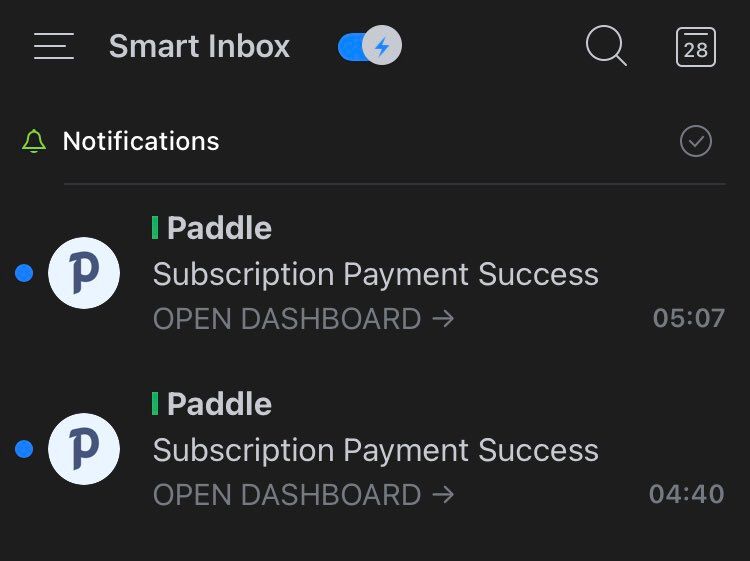 Smart Inbox
28
Notifications
Paddle
Subscription Payment Success
OPEN DASHBOARD →
05:07
Paddle
Subscription Payment Success
OPEN DASHBOARD →
04:40